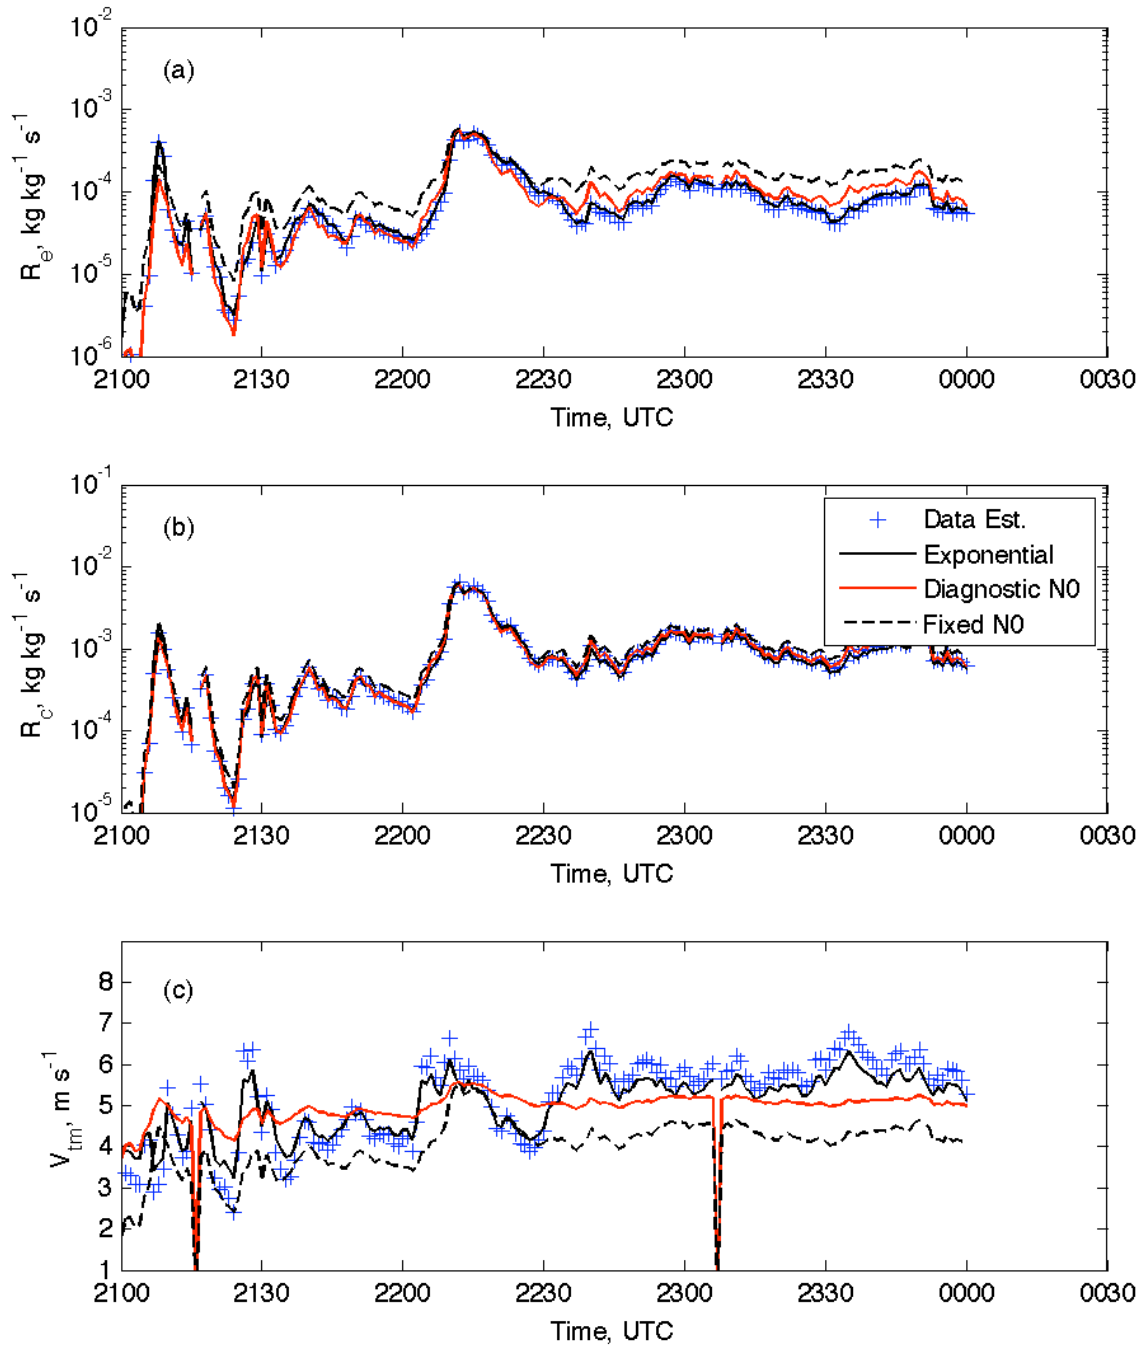 10^-2
(a)
10^-3
R_e, kg kg^-1 s^-1
10^-4
10^-5
10^-6
2100 2130 2200 2230 2300 2330 0000 0030
Time, UTC
10^-1
(b)
10^-2
R_c, kg kg^-1 s^-1
10^-3
10^-4
10^-5
Data Est.
Exponential
Diagnostic N0
Fixed N0
2100 2130 2200 2230 2300 2330 0000 0030
Time, UTC
(c)
8
7
6
5
4
3
2
1
V_tm, m s^-1
2100 2130 2200 2230 2300 2330 0000 0030
Time, UTC